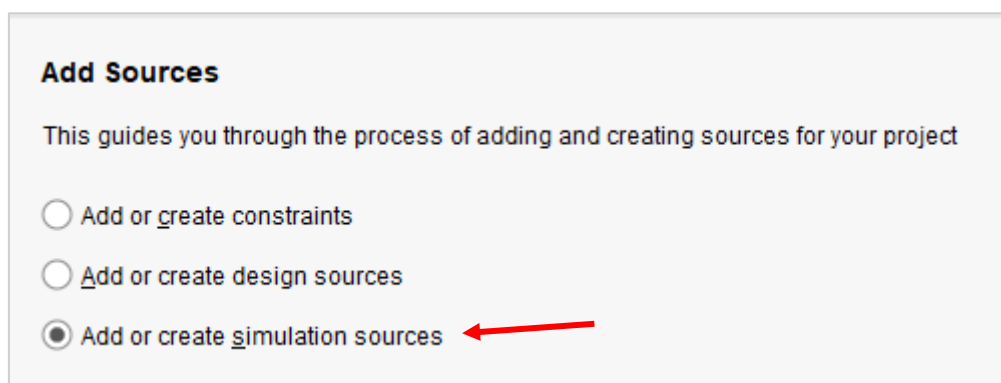 Add Sources
This guides you through the process of adding and creating sources for your project
Add or create constraints
Add or create design sources
Add or create simulation sources